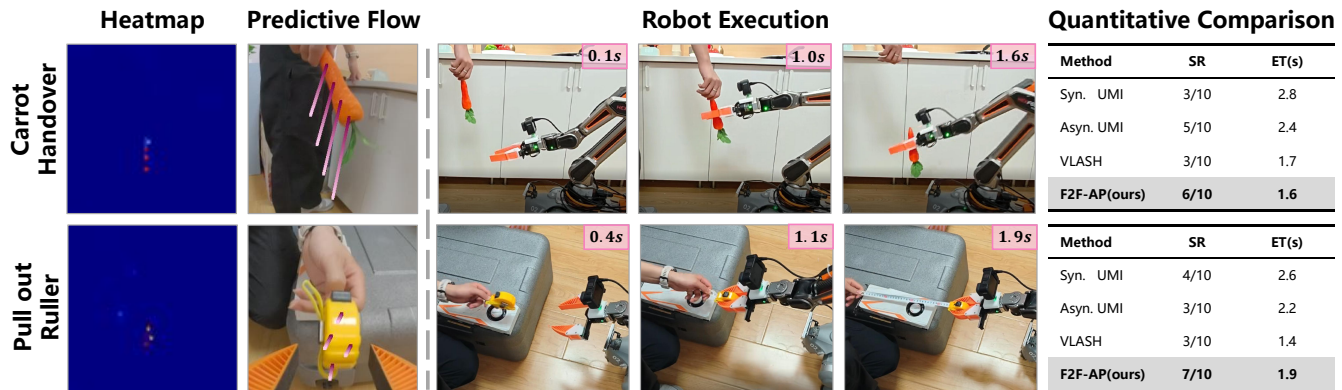 Heatmap Predictive Flow Robot Execution Quantitative Comparison
Carrot
Handover
0.1s 1.0s 1.6s
Method SR ET(s)
Syn. UMI 3/10 2.8
Asyn. UMI 5/10 2.4
VLASH 3/10 1.7
F2F-AP(ours) 6/10 1.6
Pull out
Ruller
0.4s 1.1s 1.9s
Method SR ET(s)
Syn. UMI 4/10 2.6
Asyn. UMI 3/10 2.2
VLASH 3/10 1.4
F2F-AP(ours) 7/10 1.9